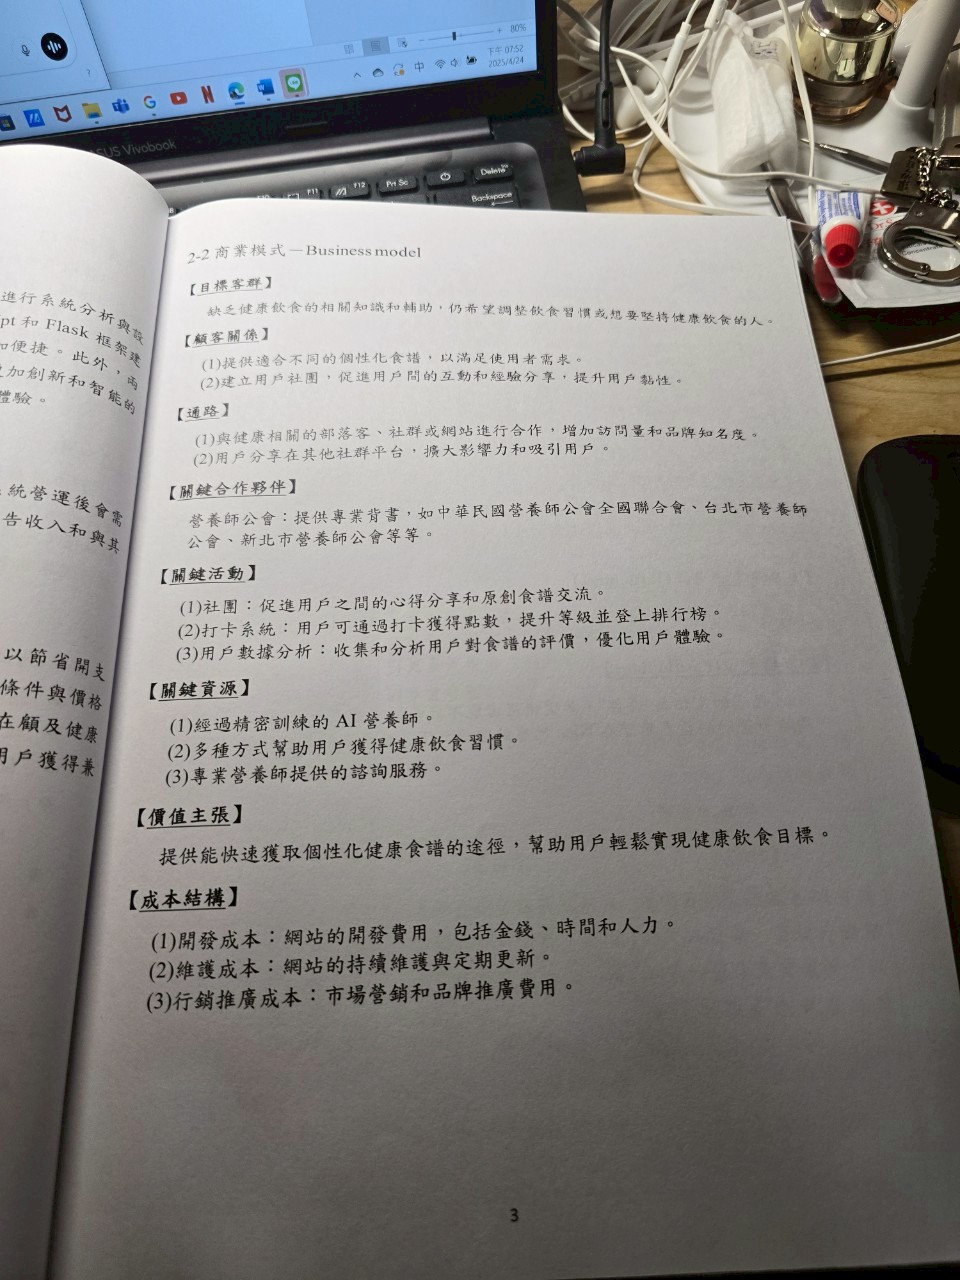 80%
下午 07:52
2025/4/24
中
ASUS Vivobook
F11
F12
Prt Sc
Delete
Backspace
進行系統分析與設
pt 和 Flask 框架建
加便捷。此外，兩
更加創新和智能的
體驗。
統營運後會需
告收入和與其
以節省開支
條件與價格
在顧及健康
用戶獲得兼
2-2 商業模式－Business model
【目標客群】
缺乏健康飲食的相關知識和輔助，仍希望調整飲食習慣或想要堅持健康飲食的人。
【顧客關係】
(1)提供適合不同的個性化食譜，以滿足使用者需求。
(2)建立用戶社團，促進用戶間的互動和經驗分享，提升用戶黏性。
【通路】
(1)與健康相關的部落客、社群或網站進行合作，增加訪問量和品牌知名度。
(2)用戶分享在其他社群平台，擴大影響力和吸引用戶。
【關鍵合作夥伴】
營養師公會：提供專業背書，如中華民國營養師公會全國聯合會、台北市營養師
公會、新北市營養師公會等等。
【關鍵活動】
(1)社團：促進用戶之間的心得分享和原創食譜交流。
(2)打卡系統：用戶可通過打卡獲得點數，提升等級並登上排行榜。
(3)用戶數據分析：收集和分析用戶對食譜的評價，優化用戶體驗。
【關鍵資源】
(1)經過精密訓練的 AI 營養師。
(2)多種方式幫助用戶獲得健康飲食習慣。
(3)專業營養師提供的諮詢服務。
【價值主張】
提供能快速獲取個性化健康食譜的途徑，幫助用戶輕鬆實現健康飲食目標。
【成本結構】
(1)開發成本：網站的開發費用，包括金錢、時間和人力。
(2)維護成本：網站的持續維護與定期更新。
(3)行銷推廣成本：市場營銷和品牌推廣費用。
3